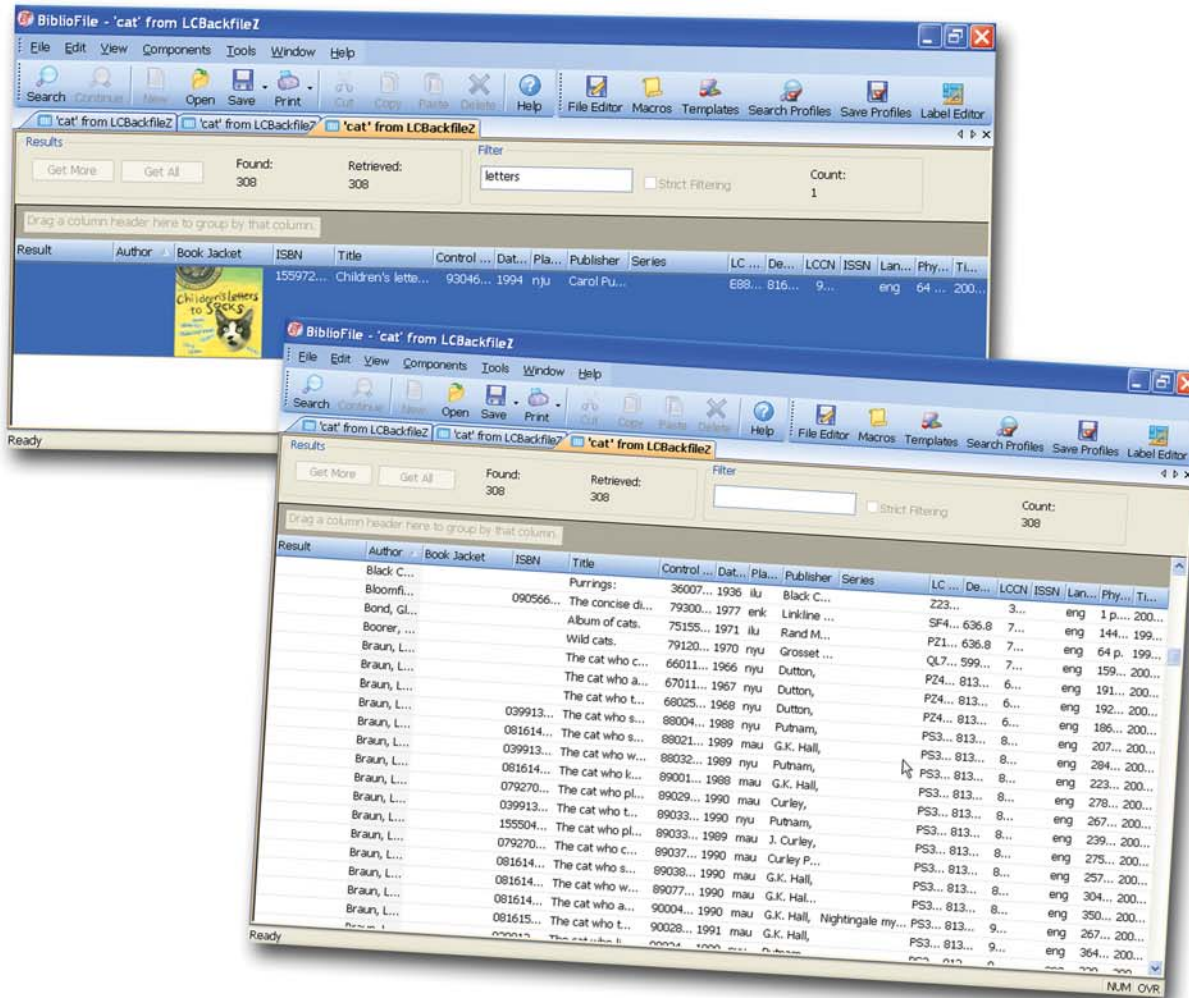 BiblioFile - 'cat' from LCBackfileZ
File Edit View Components Tools Window Help
Search Continue New Open Save Print Cut Copy Paste Delete Help File Editor Macros Templates Search Profiles Save Profiles Label Editor
'cat' from LCBackfileZ 'cat' from LCBackfileZ 'cat' from LCBackfileZ
Results Filter
Get More Get All Found: Retrieved: letters Strict Filtering Count:
308 308 1
Drag a column header here to group by that column.
Result Author Book Jacket ISBN Title Control ... Dat... Pla... Publisher Series LC ... De... LCCN ISSN Lan... Phy... Ti...
155972... Children's lette... 93046... 1994 nju Carol Pu... E88... 816... 9... eng 64 ... 200...
Children's letters
to Socks
Ready
BiblioFile - 'cat' from LCBackfileZ
File Edit View Components Tools Window Help
Search Continue New Open Save Print Cut Copy Paste Delete Help File Editor Macros Templates Search Profiles Save Profiles Label Editor
'cat' from LCBackfileZ 'cat' from LCBackfileZ 'cat' from LCBackfileZ
Results Filter
Get More Get All Found: Retrieved: Strict Filtering Count:
308 308 308
Drag a column header here to group by that column.
Result Author Book Jacket ISBN Title Control ... Dat... Pla... Publisher Series LC ... De... LCCN ISSN Lan... Phy... Ti...
Black C... Purrings: 36007... 1936 ilu Black C... Z23... 3... eng 1 p.... 200...
Bloomfi... 090566... The concise di... 79300... 1977 enk Linkline ... SF4... 636.8 7... eng 144... 199...
Bond, Gl... Album of cats. 75155... 1971 ilu Rand M... PZ1... 636.8 7... eng 64 p. 199...
Boorer, ... Wild cats. 79120... 1970 nyu Grosset ... QL7... 599... 7... eng 159... 200...
Braun, L... The cat who c... 66011... 1966 nyu Dutton, PZ4... 813... 6... eng 191... 200...
Braun, L... The cat who a... 67011... 1967 nyu Dutton, PZ4... 813... 6... eng 192... 200...
Braun, L... The cat who t... 68025... 1968 nyu Dutton, PZ4... 813... 6... eng 186... 200...
Braun, L... 039913... The cat who s... 88004... 1988 nyu Putnam, PS3... 813... 8... eng 207... 200...
Braun, L... 081614... The cat who s... 88021... 1989 mau G.K. Hall, PS3... 813... 8... eng 284... 200...
Braun, L... 039913... The cat who w... 88032... 1989 nyu Putnam, PS3... 813... 8... eng 223... 200...
Braun, L... 081614... The cat who k... 89001... 1988 mau G.K. Hall, PS3... 813... 8... eng 278... 200...
Braun, L... 079270... The cat who pl... 89029... 1990 mau Curley, PS3... 813... 8... eng 267... 200...
Braun, L... 039913... The cat who t... 89033... 1990 nyu Putnam, PS3... 813... 8... eng 239... 200...
Braun, L... 155504... The cat who pl... 89033... 1989 mau J. Curley, PS3... 813... 8... eng 275... 200...
Braun, L... 079270... The cat who c... 89037... 1990 mau Curley P... PS3... 813... 8... eng 257... 200...
Braun, L... 081614... The cat who s... 89038... 1990 mau G.K. Hall, PS3... 813... 8... eng 304... 200...
Braun, L... 081614... The cat who w... 89077... 1990 mau G.K. Hal... PS3... 813... 8... eng 350... 200...
Braun, L... 081614... The cat who a... 90004... 1990 mau G.K. Hall, Nightingale my... PS3... 813... 9... eng 267... 200...
Braun, L... 081615... The cat who t... 90028... 1991 mau G.K. Hall, PS3... 813... 9... eng 364... 200...
Ready NUM OVR